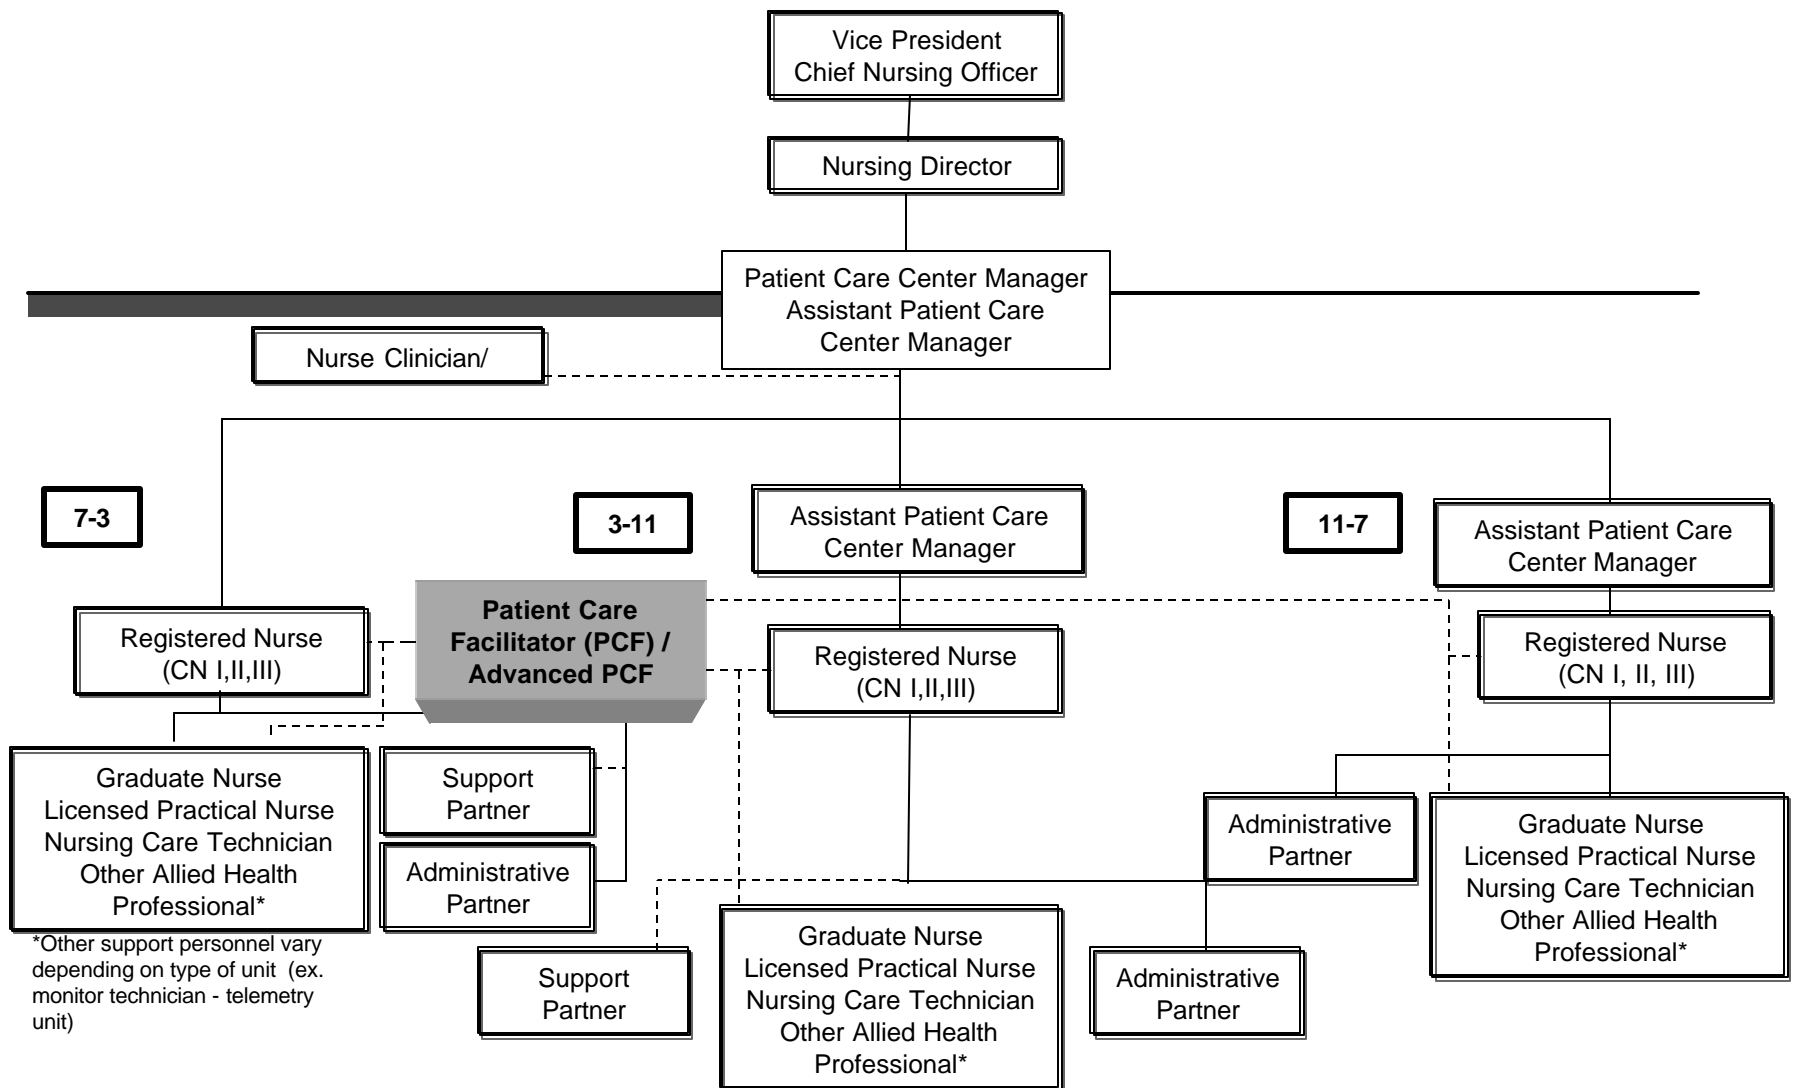 Vice President
Chief Nursing Officer
Nursing Director
Patient Care Center Manager
Assistant Patient Care
Center Manager
Nurse Clinician/
7-3
3-11
Assistant Patient Care
Center Manager
11-7
Assistant Patient Care
Center Manager
Registered Nurse
(CN I,II,III)
Patient Care
Facilitator (PCF) /
Advanced PCF
Registered Nurse
(CN I,II,III)
Registered Nurse
(CN I, II, III)
Graduate Nurse
Licensed Practical Nurse
Nursing Care Technician
Other Allied Health
Professional*
Support
Partner
Administrative
Partner
Administrative
Partner
Graduate Nurse
Licensed Practical Nurse
Nursing Care Technician
Other Allied Health
Professional*
*Other support personnel vary
depending on type of unit (ex.
monitor technician - telemetry
unit)
Support
Partner
Graduate Nurse
Licensed Practical Nurse
Nursing Care Technician
Other Allied Health
Professional*
Administrative
Partner